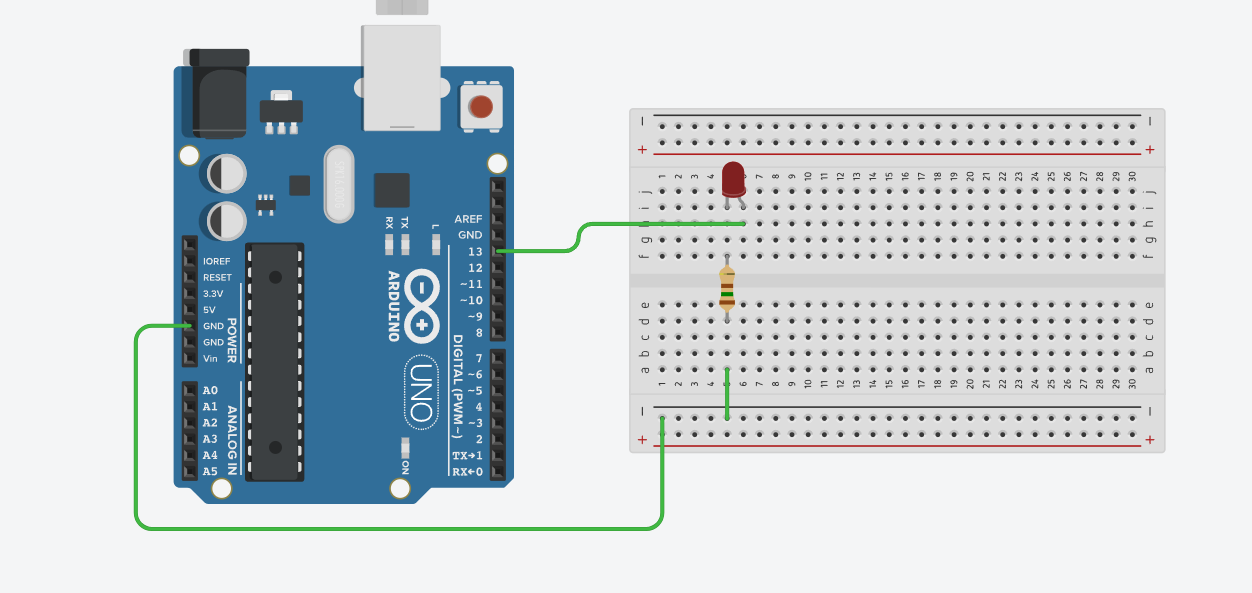 AREF
GND
13
12
~11
~10
~9
8
7
~6
~5
4
~3
2
TX→1
RX←0
RX
TX
L
ARDUINO
UNO
DIGITAL (PWM~)
ON
IOREF
RESET
3.3V
5V
GND
GND
Vin
POWER
A0
A1
A2
A3
A4
A5
ANALOG IN
− −
+ +
1 2 3 4 5 6 7 8 9 10 11 12 13 14 15 16 17 18 19 20 21 22 23 24 25 26 27 28 29 30
j j
i i
h h
g g
f f
e e
d d
c c
b b
a a
1 2 3 4 5 6 7 8 9 10 11 12 13 14 15 16 17 18 19 20 21 22 23 24 25 26 27 28 29 30
− −
+ +